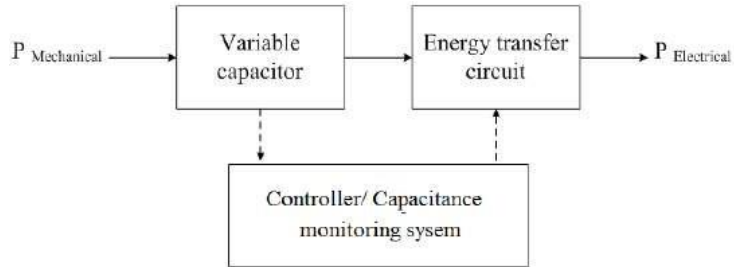 P Mechanical
Variable
capacitor
Energy transfer
circuit
P Electrical
Controller/ Capacitance
monitoring sysem